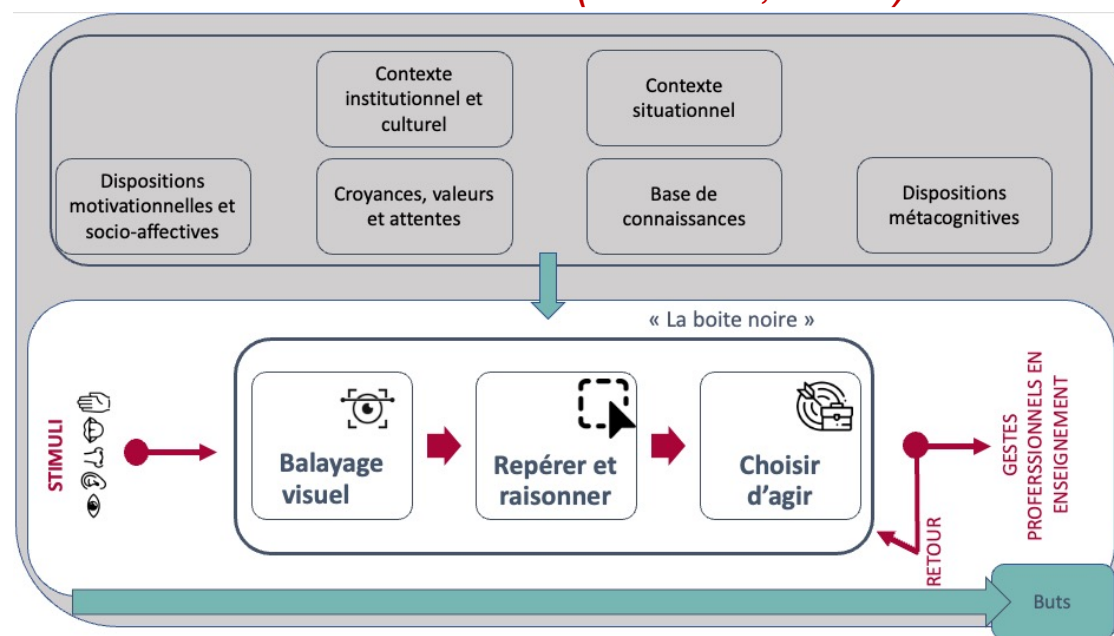 Contexte
institutionnel et
culturel
Contexte
situationnel
Dispositions
motivationnelles et
socio-affectives
Croyances, valeurs
et attentes
Base de
connaissances
Dispositions
métacognitives
« La boite noire »
STIMULI
Balayage
visuel
Repérer et
raisonner
Choisir
d’agir
RETOUR
GESTES
PROFERSSIONNELS EN
ENSEIGNEMENT
Buts